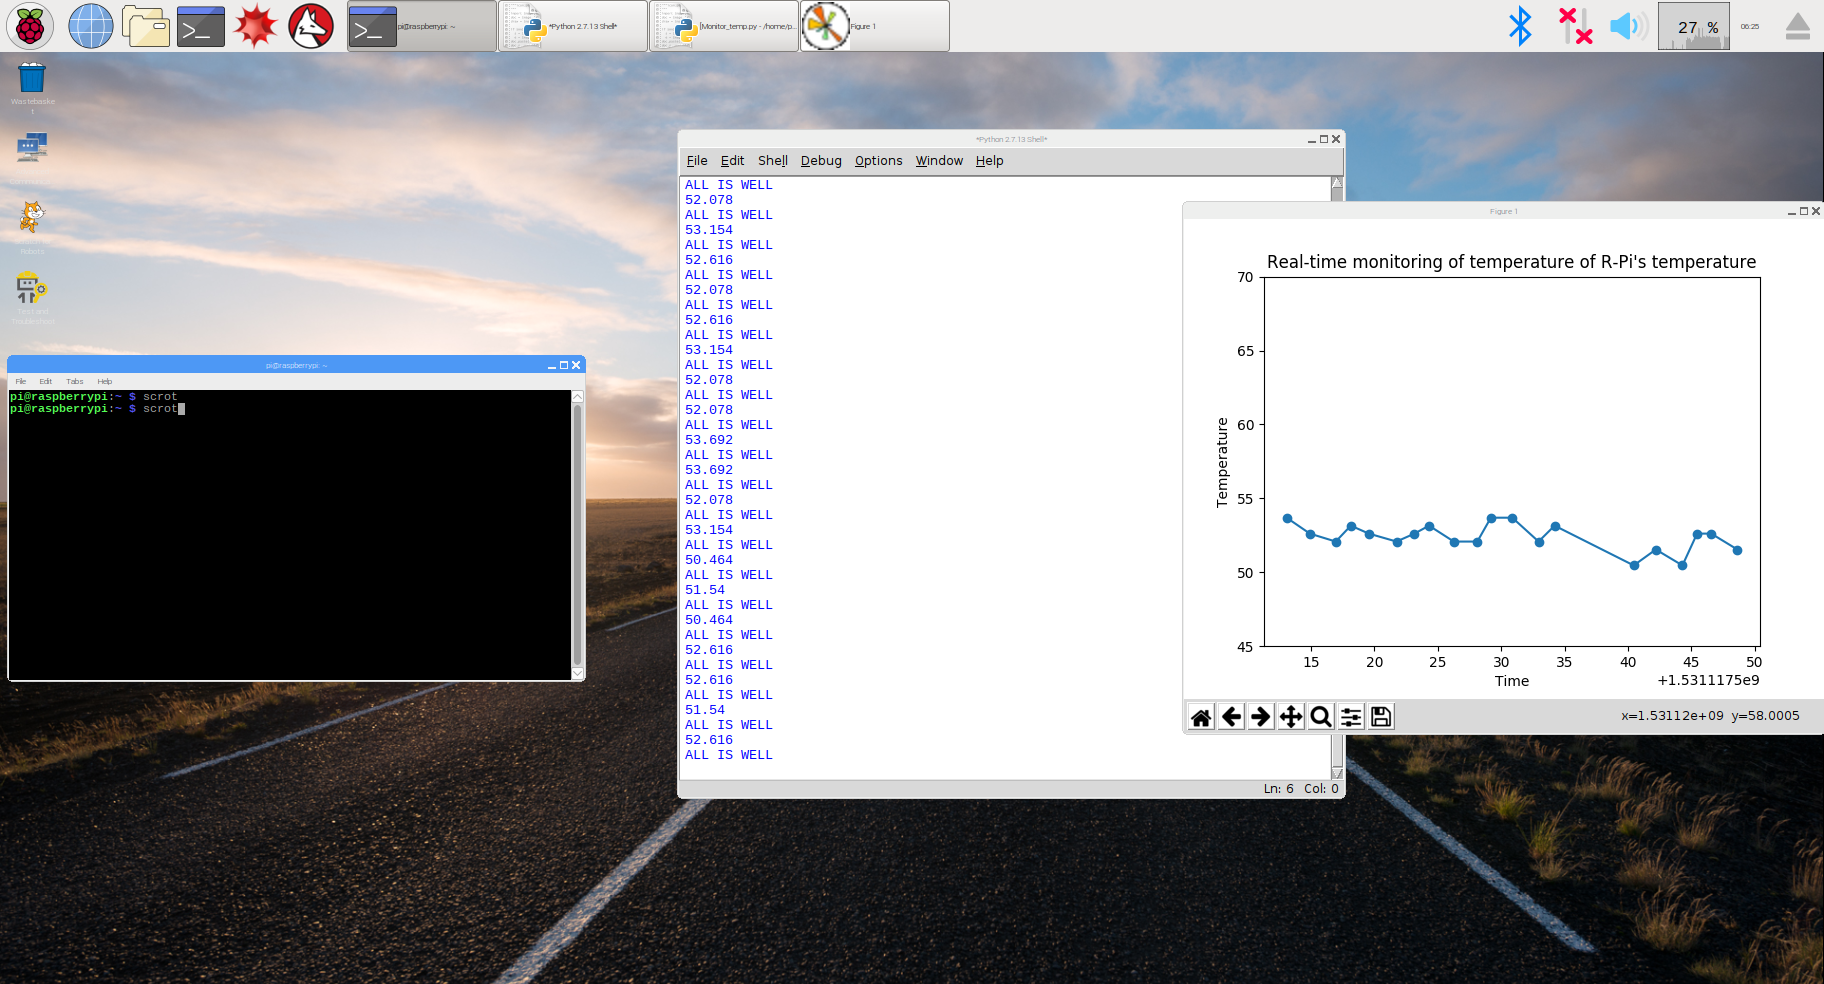 pi@raspberrypi: ~
*Python 2.7.13 Shell*
[Monitor_temp.py - /home/p...
Figure 1
27 %
06:25
Wastebaske
t
*Python 2.7.13 Shell*
File Edit Shell Debug Options Window Help
ALL IS WELL
52.078
ALL IS WELL
53.154
ALL IS WELL
52.616
ALL IS WELL
52.078
ALL IS WELL
52.616
ALL IS WELL
53.154
ALL IS WELL
52.078
ALL IS WELL
52.078
ALL IS WELL
53.692
ALL IS WELL
53.692
ALL IS WELL
52.078
ALL IS WELL
53.154
ALL IS WELL
50.464
ALL IS WELL
51.54
ALL IS WELL
50.464
ALL IS WELL
52.616
ALL IS WELL
52.616
ALL IS WELL
51.54
ALL IS WELL
52.616
ALL IS WELL
Ln: 6 Col: 0
pi@raspberrypi: ~
File Edit Tabs Help
pi@raspberrypi:~ $ scrot
pi@raspberrypi:~ $ scrot
Figure 1
Real-time monitoring of temperature of R-Pi's temperature
70
65
60
55
50
45
Temperature
15 20 25 30 35 40 45 50
Time
+1.5311175e9
x=1.53112e+09 y=58.0005